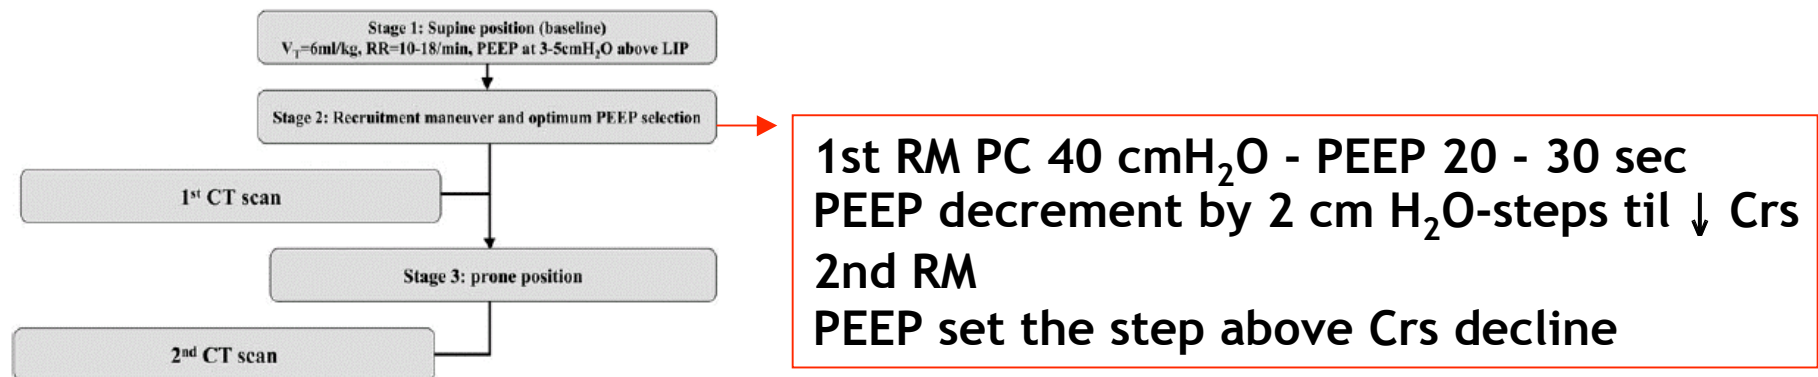 Stage 1: Supine position (baseline)
V_T=6ml/kg, RR=10-18/min, PEEP at 3-5cmH₂O above LIP
Stage 2: Recruitment maneuver and optimum PEEP selection
1st RM PC 40 cmH₂O - PEEP 20 - 30 sec
PEEP decrement by 2 cm H₂O-steps til ↓ Crs
2nd RM
PEEP set the step above Crs decline
1ˢᵗ CT scan
Stage 3: prone position
2ⁿᵈ CT scan